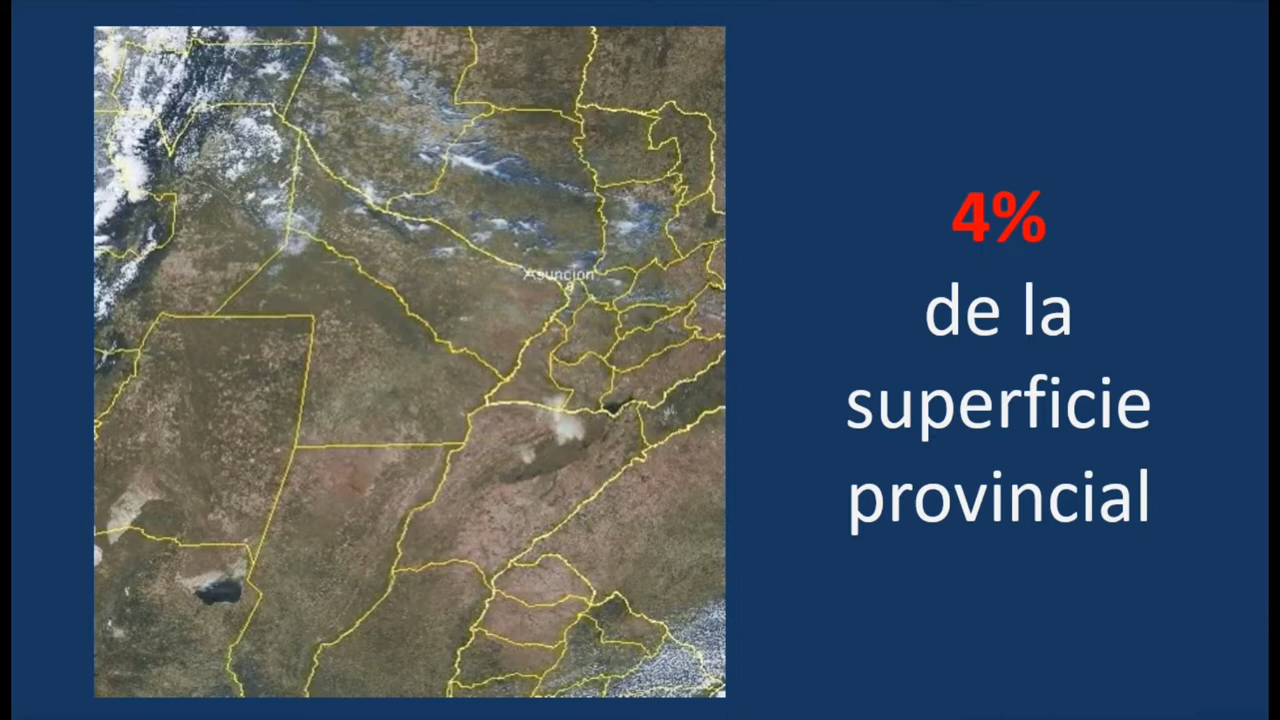 Asuncion
4%
de la
superficie
provincial